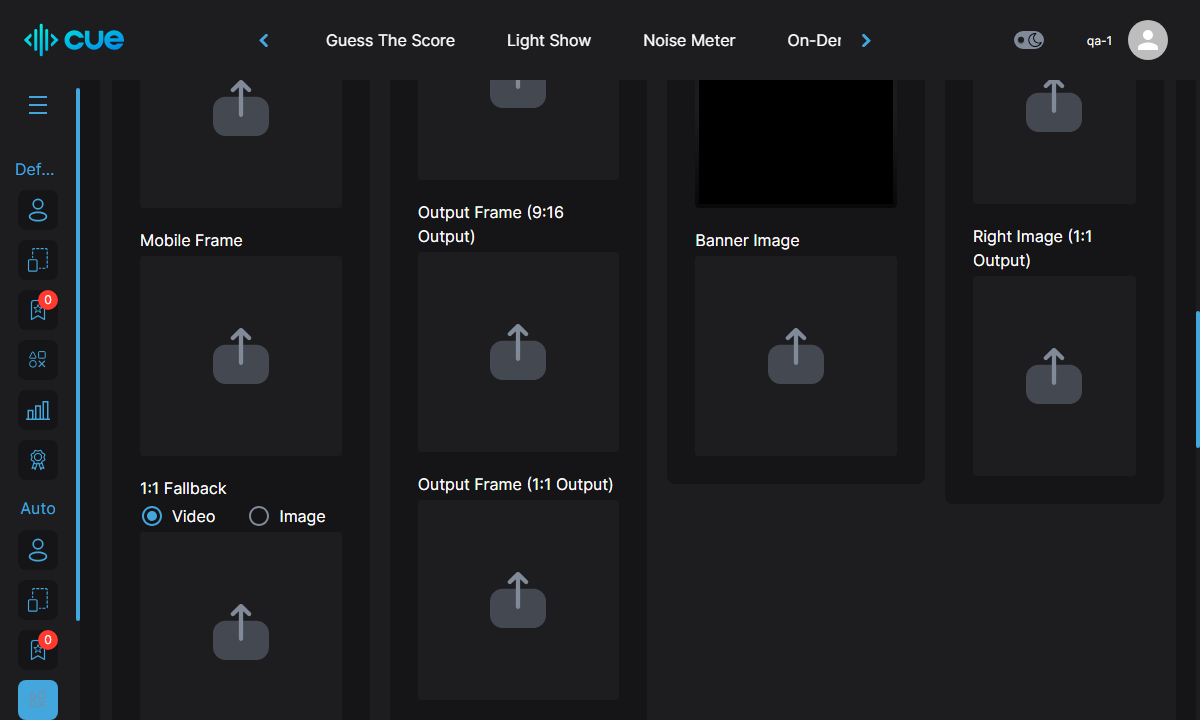 cue
Guess The Score
Light Show
Noise Meter
On-Der
qa-1
Def...
0
Auto
0
Mobile Frame
1:1 Fallback
Video
Image
Output Frame (9:16
Output)
Output Frame (1:1 Output)
Banner Image
Right Image (1:1
Output)